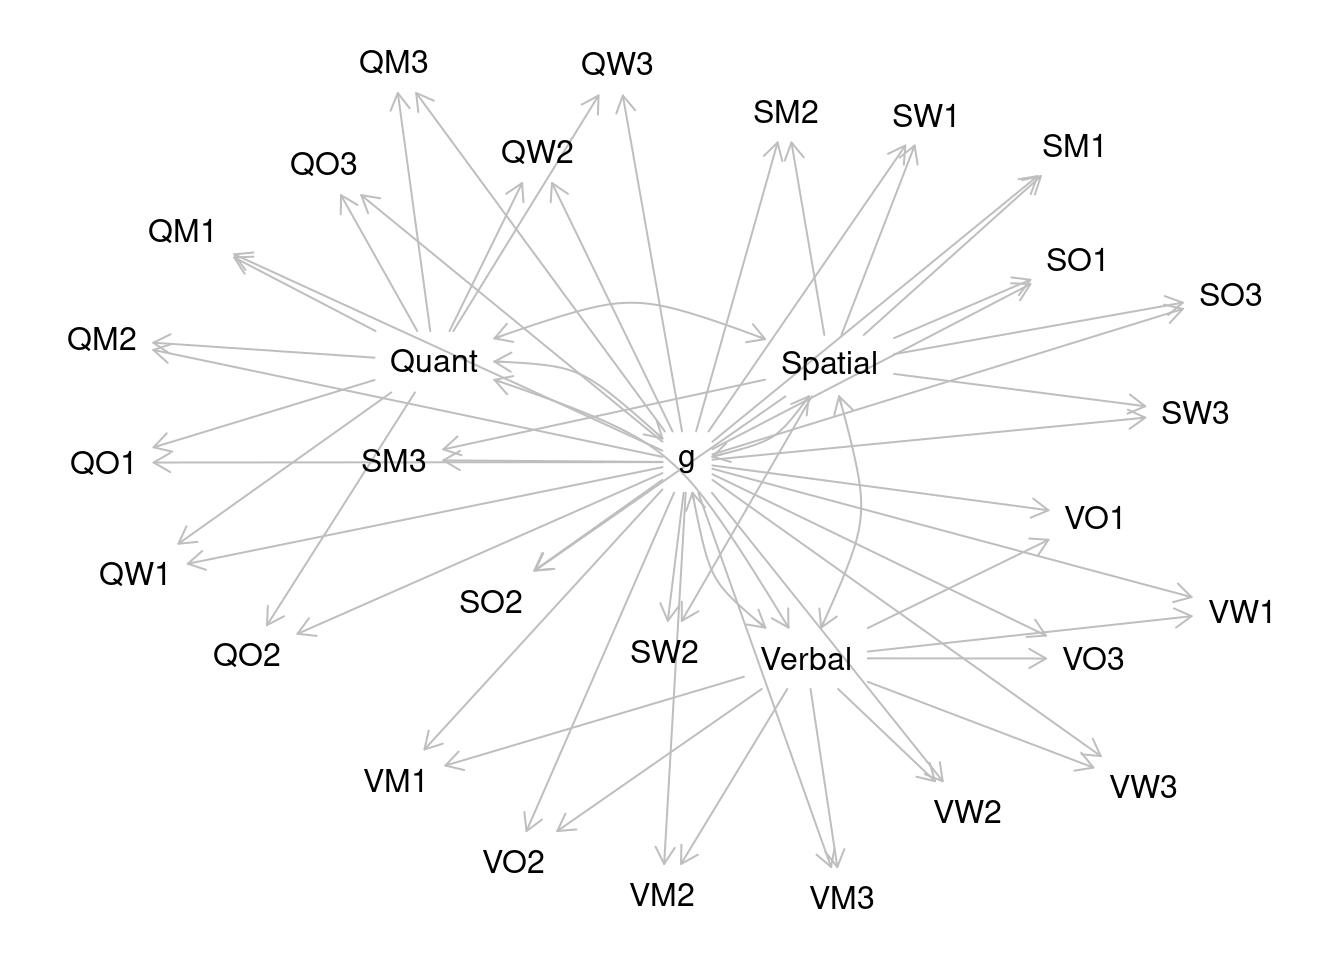 QM3
QW3
SM2
SW1
SM1
QW2
QO3
QM1
SO1
SO3
QM2
Quant
Spatial
SW3
QO1
SM3
g
VO1
QW1
SO2
VW1
QO2
SW2
Verbal
VO3
VM1
VW3
VW2
VO2
VM2
VM3